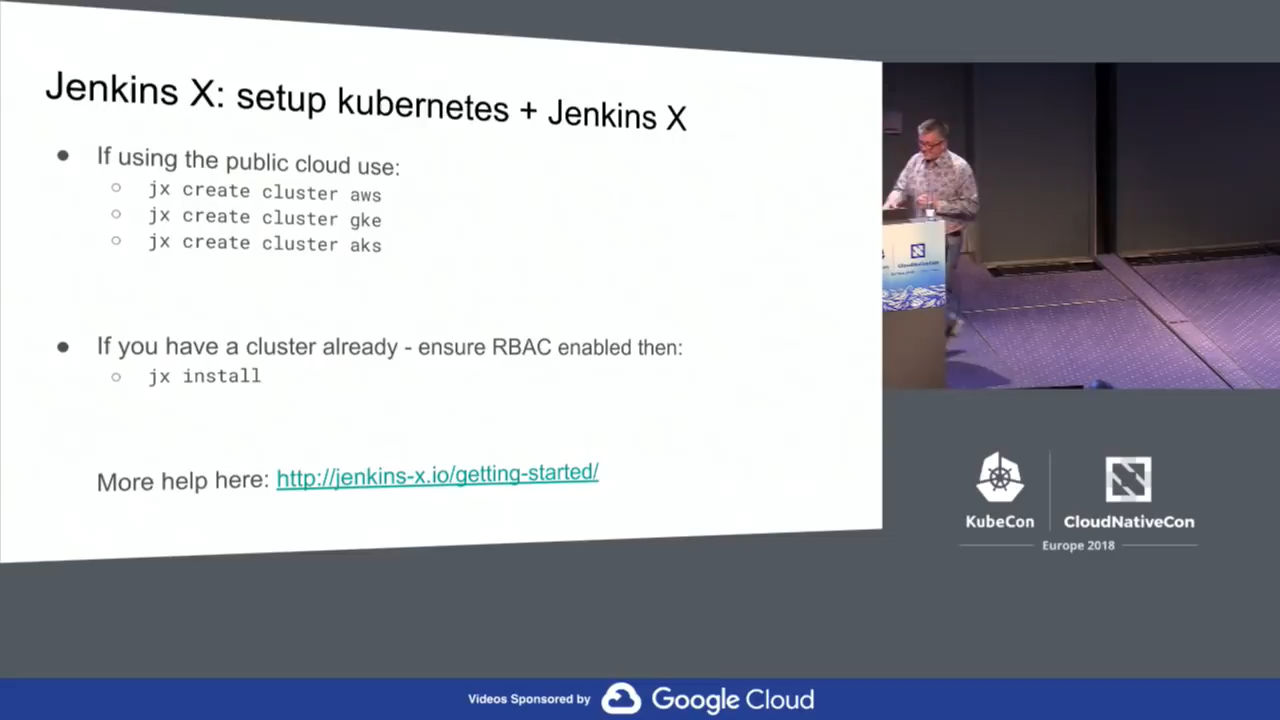 Jenkins X: setup kubernetes + Jenkins X
● If using the public cloud use:
○ jx create cluster aws
○ jx create cluster gke
○ jx create cluster aks
● If you have a cluster already - ensure RBAC enabled then:
○ jx install
More help here: http://jenkins-x.io/getting-started/
CloudNativeCon
KubeCon
CloudNativeCon
Europe 2018
Videos Sponsored by Google Cloud